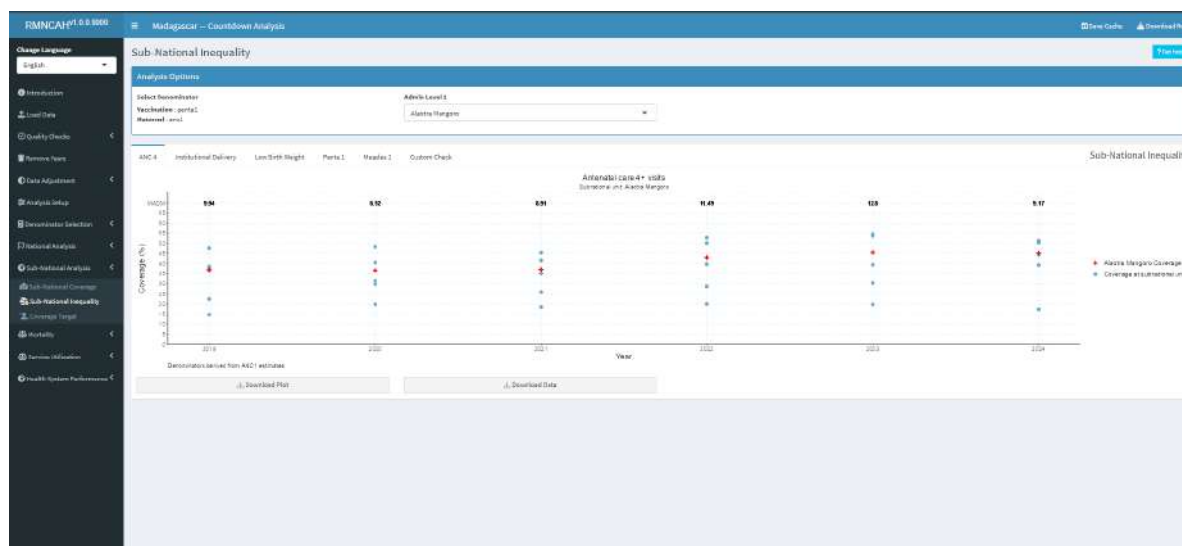 RMNCAH V1.0.0.9000
Madagascar – Countdown Analysis
Save Cache
Download
Change Language
English
Introduction
Load Data
Quality Checks
Remove Years
Data Adjustment
Analysis Setup
Denominator Selection
National Analysis
Sub-National Analysis
Sub-National Coverage
Sub-National Inequality
Coverage Target
Mortality
Service Utilization
Health System Performance
Sub-National Inequality
Analysis Options
Select Denominator
Vaccination : penta1
Maternal : anc1
Admin Level 1
Alaotra Mangoro
ANC 4
Institutional Delivery
Low Birth Weight
Penta 3
Measles 1
Custom Check
Sub-National Inequalit
Antenatal care 4+ visits
Subnational unit: Alaotra Mangoro
MADM
9.94
8.91
11.49
12.8
9.17
Coverage (%)
2019
2020
2021
2022
2023
2024
Year
Alaotra Mangoro Coverage
Coverage at subnational un
Denominators derived from ANC1 estimates
Download Plot
Download Data